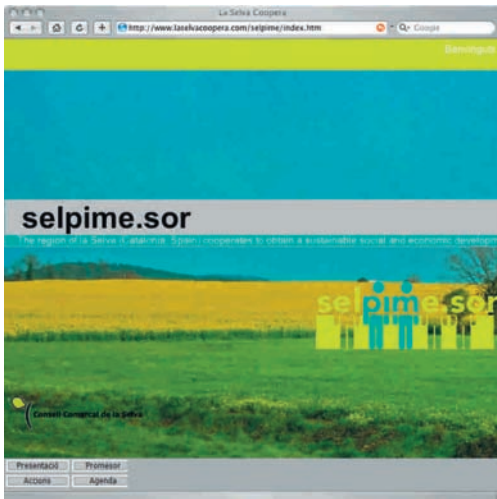 La Selva Coopera
http://www.laselvacoopera.com/selpime/index.htm
Google
Benvinguts
selpime.sor
The region of la Selva (Catalonia, Spain) cooperates to obtain a sustainable social and economic developm
selpime.sor
Consell Comarcal de la Selva
Presentació
Promesor
Accions
Agenda